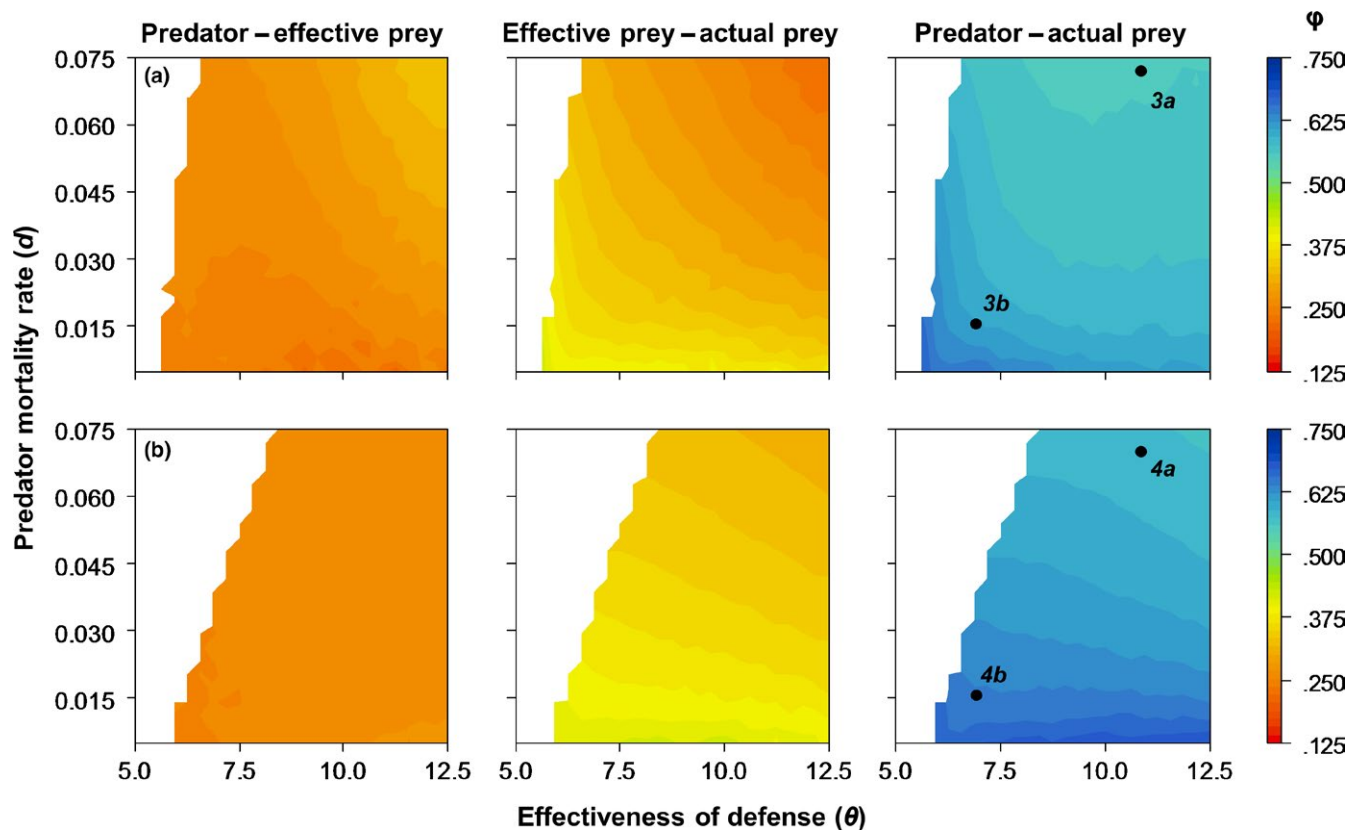 Predator – effective prey
Effective prey – actual prey
Predator – actual prey
φ
(a)
0.075
0.060
0.045
0.030
0.015
3a
3b
.750
.625
.500
.375
.250
.125
(b)
0.075
0.060
0.045
0.030
0.015
4a
4b
.750
.625
.500
.375
.250
.125
5.0 7.5 10.0 12.5
5.0 7.5 10.0 12.5
5.0 7.5 10.0 12.5
Predator mortality rate (d)
Effectiveness of defense (θ)